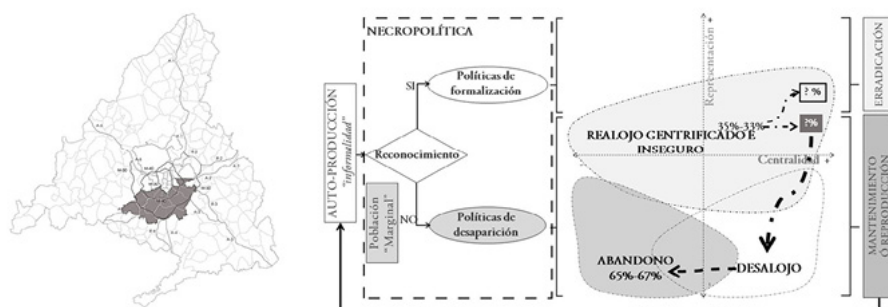 NECROPOLÍTICA
AUTO-PRODUCCIÓN
"informalidad"
SI
Políticas de
formalización
Reconocimiento
NO
Población
"Marginal"
Políticas de
desaparición
Representación +
? %
35%-33%
?%
REALOJO GENTRIFICADO E
INSEGURO
Centralidad +
ABANDONO
65%-67%
DESALOJO
ERRADICACIÓN
MANTENIMIENTO
Ó REPRODUCCIÓN